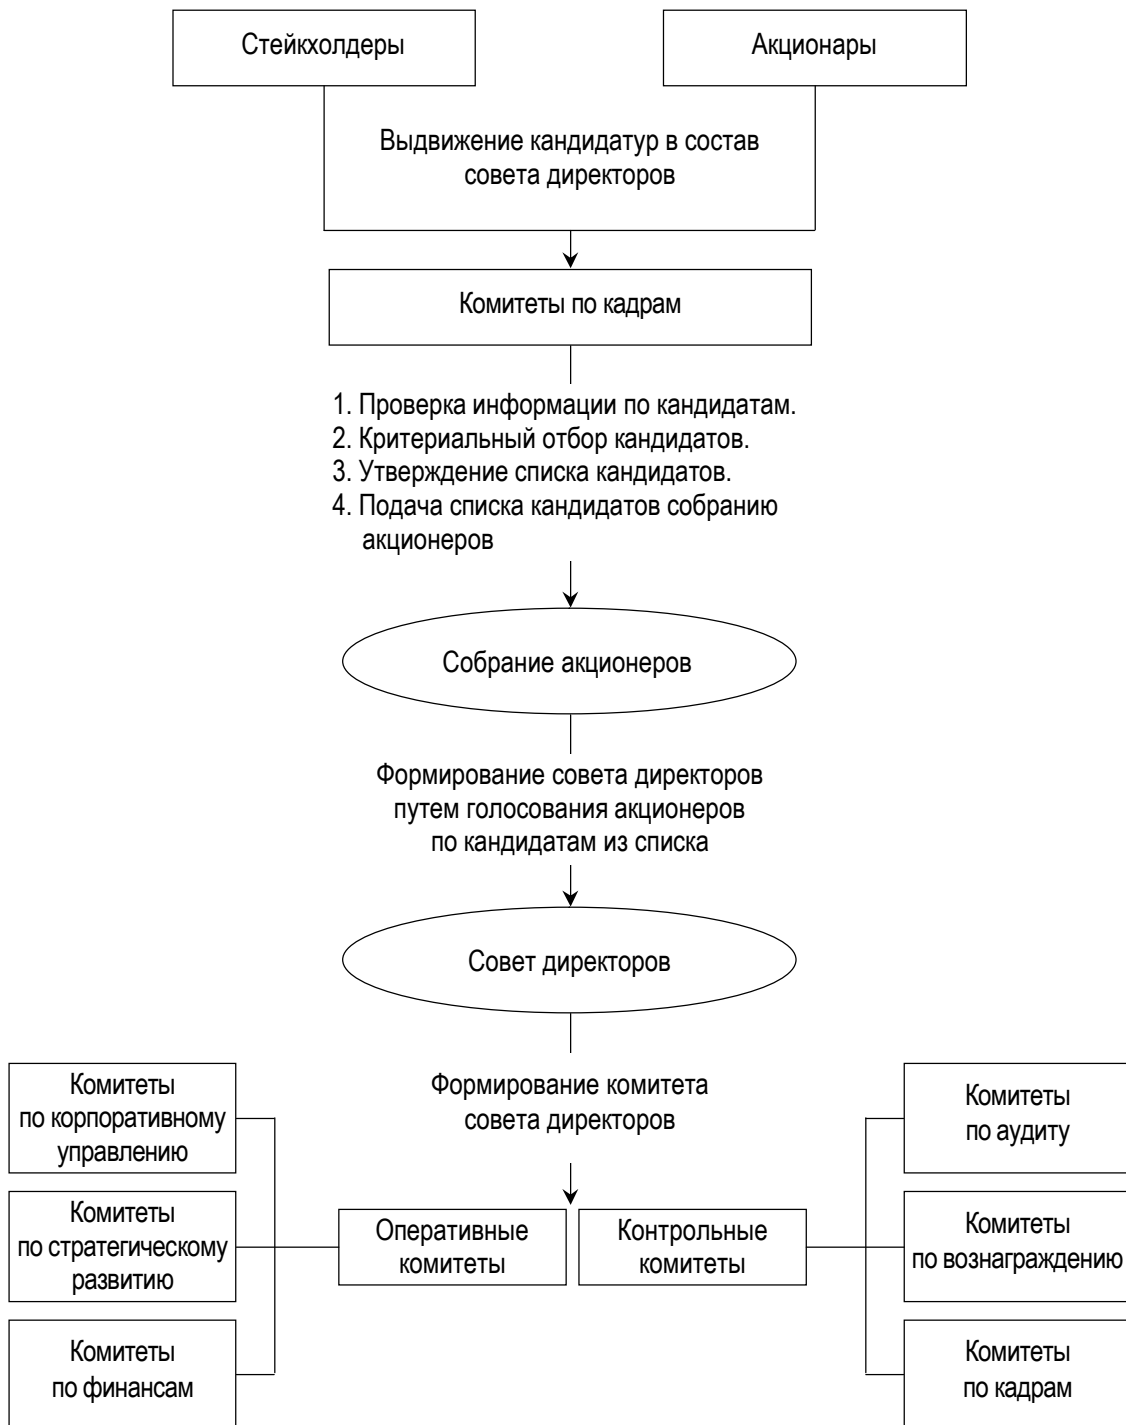 Стейкхолдеры
Акционары
Выдвижение кандидатур в состав
совета директоров
Комитеты по кадрам
1. Проверка информации по кандидатам.
2. Критериальный отбор кандидатов.
3. Утверждение списка кандидатов.
4. Подача списка кандидатов собранию
акционеров
Собрание акционеров
Формирование совета директоров
путем голосования акционеров
по кандидатам из списка
Совет директоров
Формирование комитета
совета директоров
Комитеты
по корпоративному
управлению
Комитеты
по стратегическому
развитию
Комитеты
по финансам
Оперативные
комитеты
Контрольные
комитеты
Комитеты
по аудиту
Комитеты
по вознаграждению
Комитеты
по кадрам